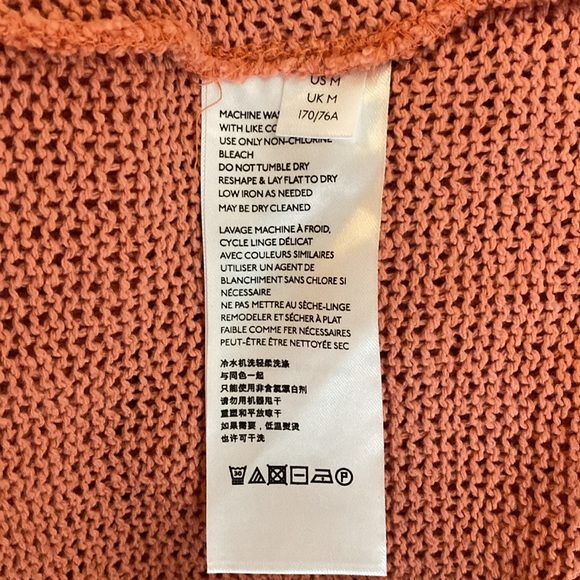 US M
UK M
170/76A
MACHINE
WITH LIKE
USE ONLY NON-CHLORINE
BLEACH
DO NOT TUMBLE DRY
RESHAPE & LAY FLAT TO DRY
LOW IRON AS NEEDED
MAY BE DRY CLEANED
LAVAGE MACHINE À FROID,
CYCLE LINGE DÉLICAT
AVEC COULEURS SIMILAIRES
UTILISER UN AGENT DE
BLANCHIMENT SANS CHLORE SI
NÉCESSAIRE
NE PAS METTRE AU SÈCHE-LINGE
REMODELER ET SÉCHER À PLAT
FAIBLE COMME FER NÉCESSAIRES
PEUT-ÊTRE ÊTRE NETTOYÉE SEC
冷水机洗轻柔洗涤
与同色一起
只能使用非含氯漂白剂
请勿用机器甩干
重塑和平放晾干
如果需要，低温熨烫
也许可干洗
30
P